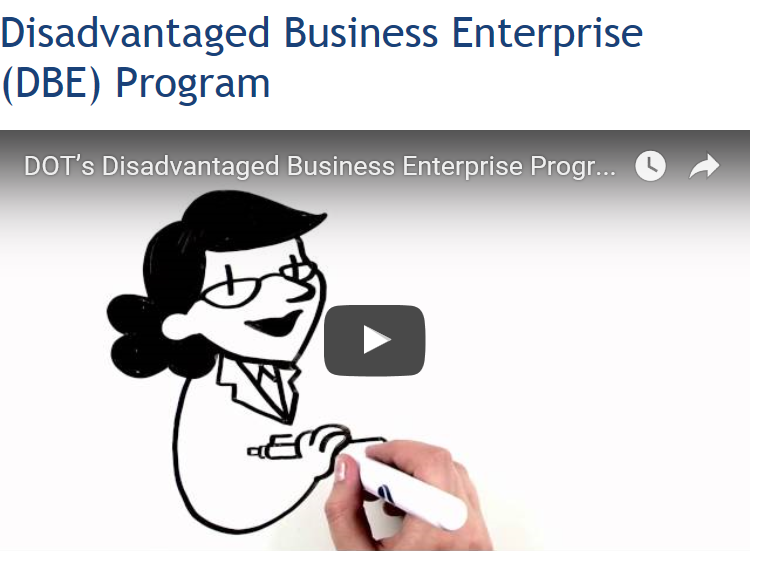 Disadvantaged Business Enterprise
(DBE) Program
DOT’s Disadvantaged Business Enterprise Progr...